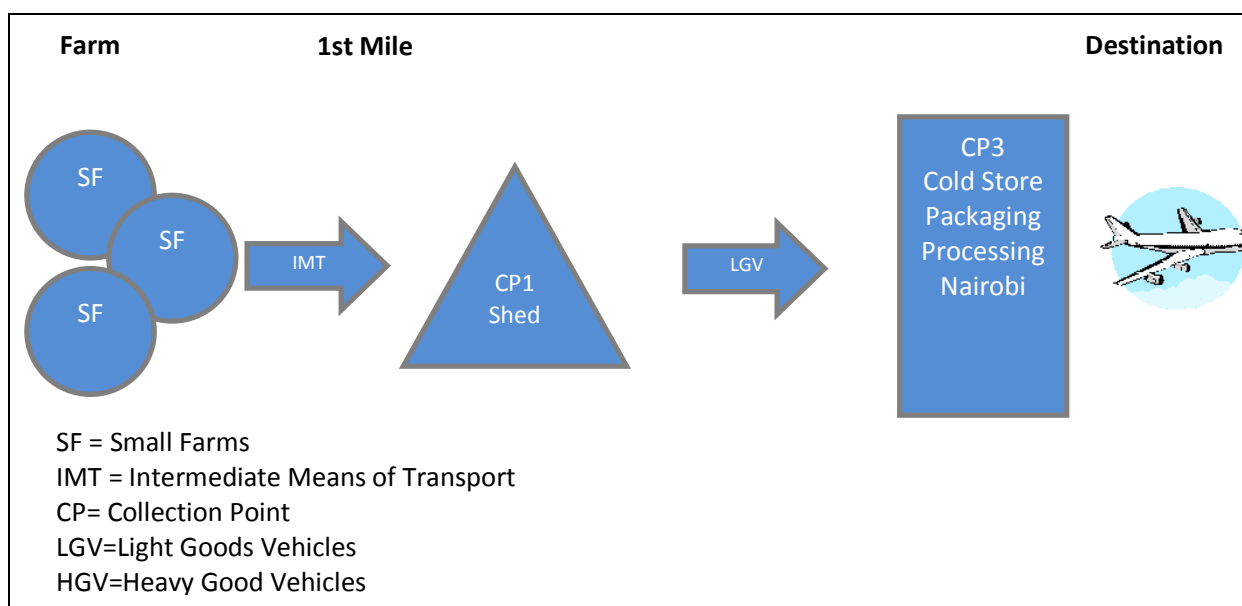 Farm
1st Mile
Destination
SF
SF
SF
IMT
CP1
Shed
LGV
CP3
Cold Store
Packaging
Processing
Nairobi
SF = Small Farms
IMT = Intermediate Means of Transport
CP= Collection Point
LGV=Light Goods Vehicles
HGV=Heavy Good Vehicles